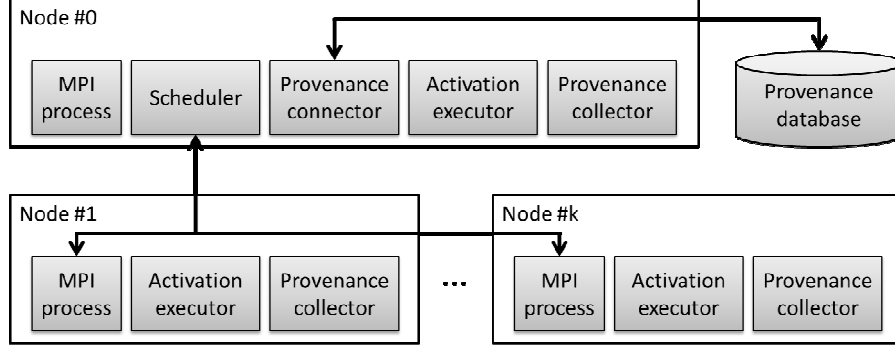 Node #0
MPI
process
Scheduler
Provenance
connector
Activation
executor
Provenance
collector
Provenance
database
Node #1
MPI
process
Activation
executor
Provenance
collector
...
Node #k
MPI
process
Activation
executor
Provenance
collector